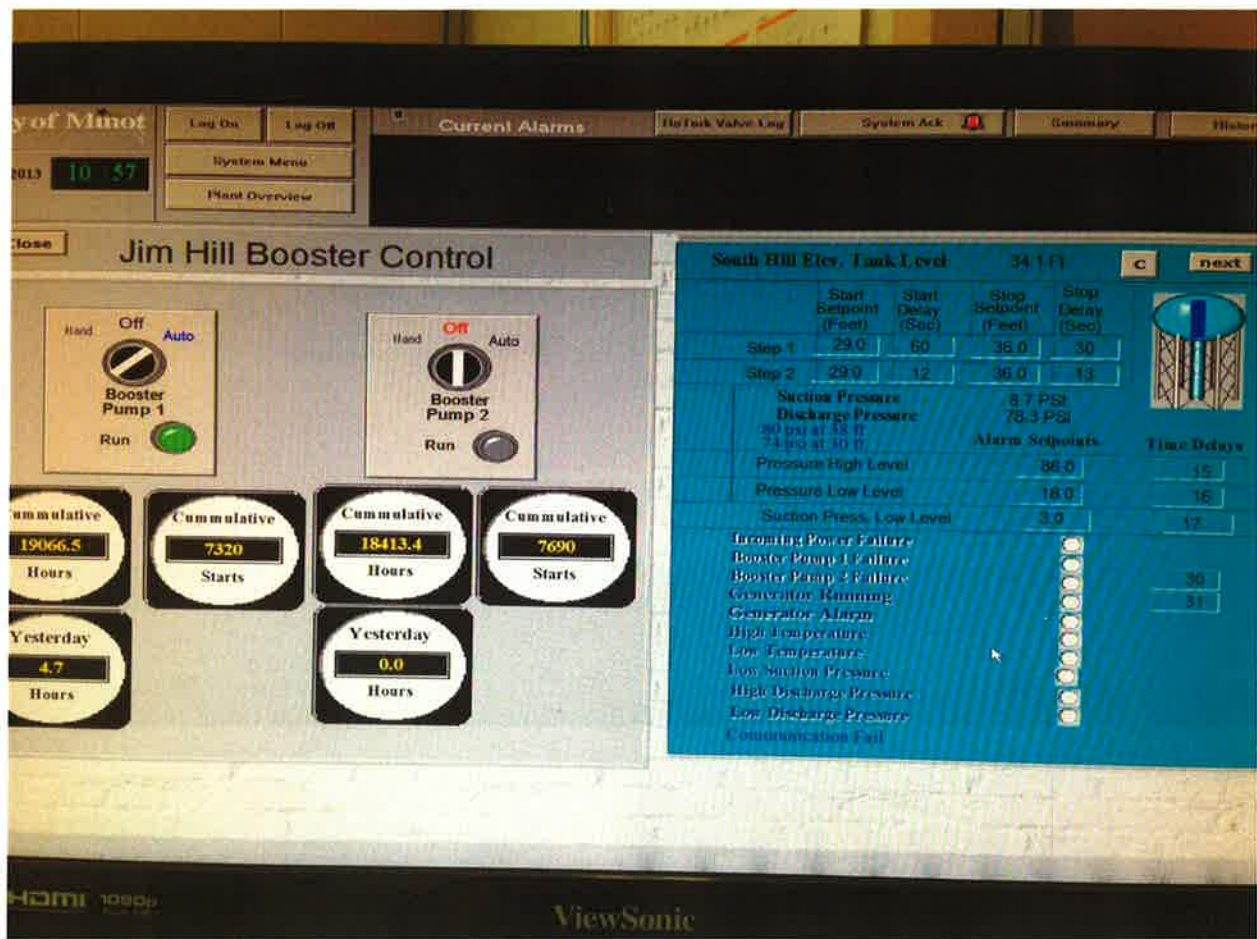 y of Minot
Log On
Log Off
Current Alarms
System Ack
Summary
2013 10 57
System Menu
Plant Overview
Close
Jim Hill Booster Control
Hand Off Auto
Booster
Pump 1
Run
Hand Off Auto
Booster
Pump 2
Run
Cummulative
19066.5
Hours
Cummulative
7320
Starts
Cummulative
18413.4
Hours
Cummulative
7690
Starts
Yesterday
4.7
Hours
Yesterday
0.0
Hours
South Hill Elev. Tank Level 34.1 Ft
C
next
Start Setpoint (Feet) Start Delay (Sec) Stop Setpoint (Feet) Stop Delay (Sec)
Step 1 29.0 60 36.0 30
Step 2 29.0 12 36.0 13
Suction Pressure 8.7 PSI
Discharge Pressure 78.3 PSI
80 psi at 38 ft
74 psi at 30 ft
Alarm Setpoints Time Delays
Pressure High Level 86.0 15
Pressure Low Level 18.0 16
Suction Press. Low Level 3.0 17
Incoming Power Failure
Booster Pump 1 Failure
Booster Pump 2 Failure 30
Generator Running 31
Generator Alarm
High Temperature
Low Temperature
Low Suction Pressure
High Discharge Pressure
Low Discharge Pressure
Communication Fail
HDMI 1080p
ViewSonic